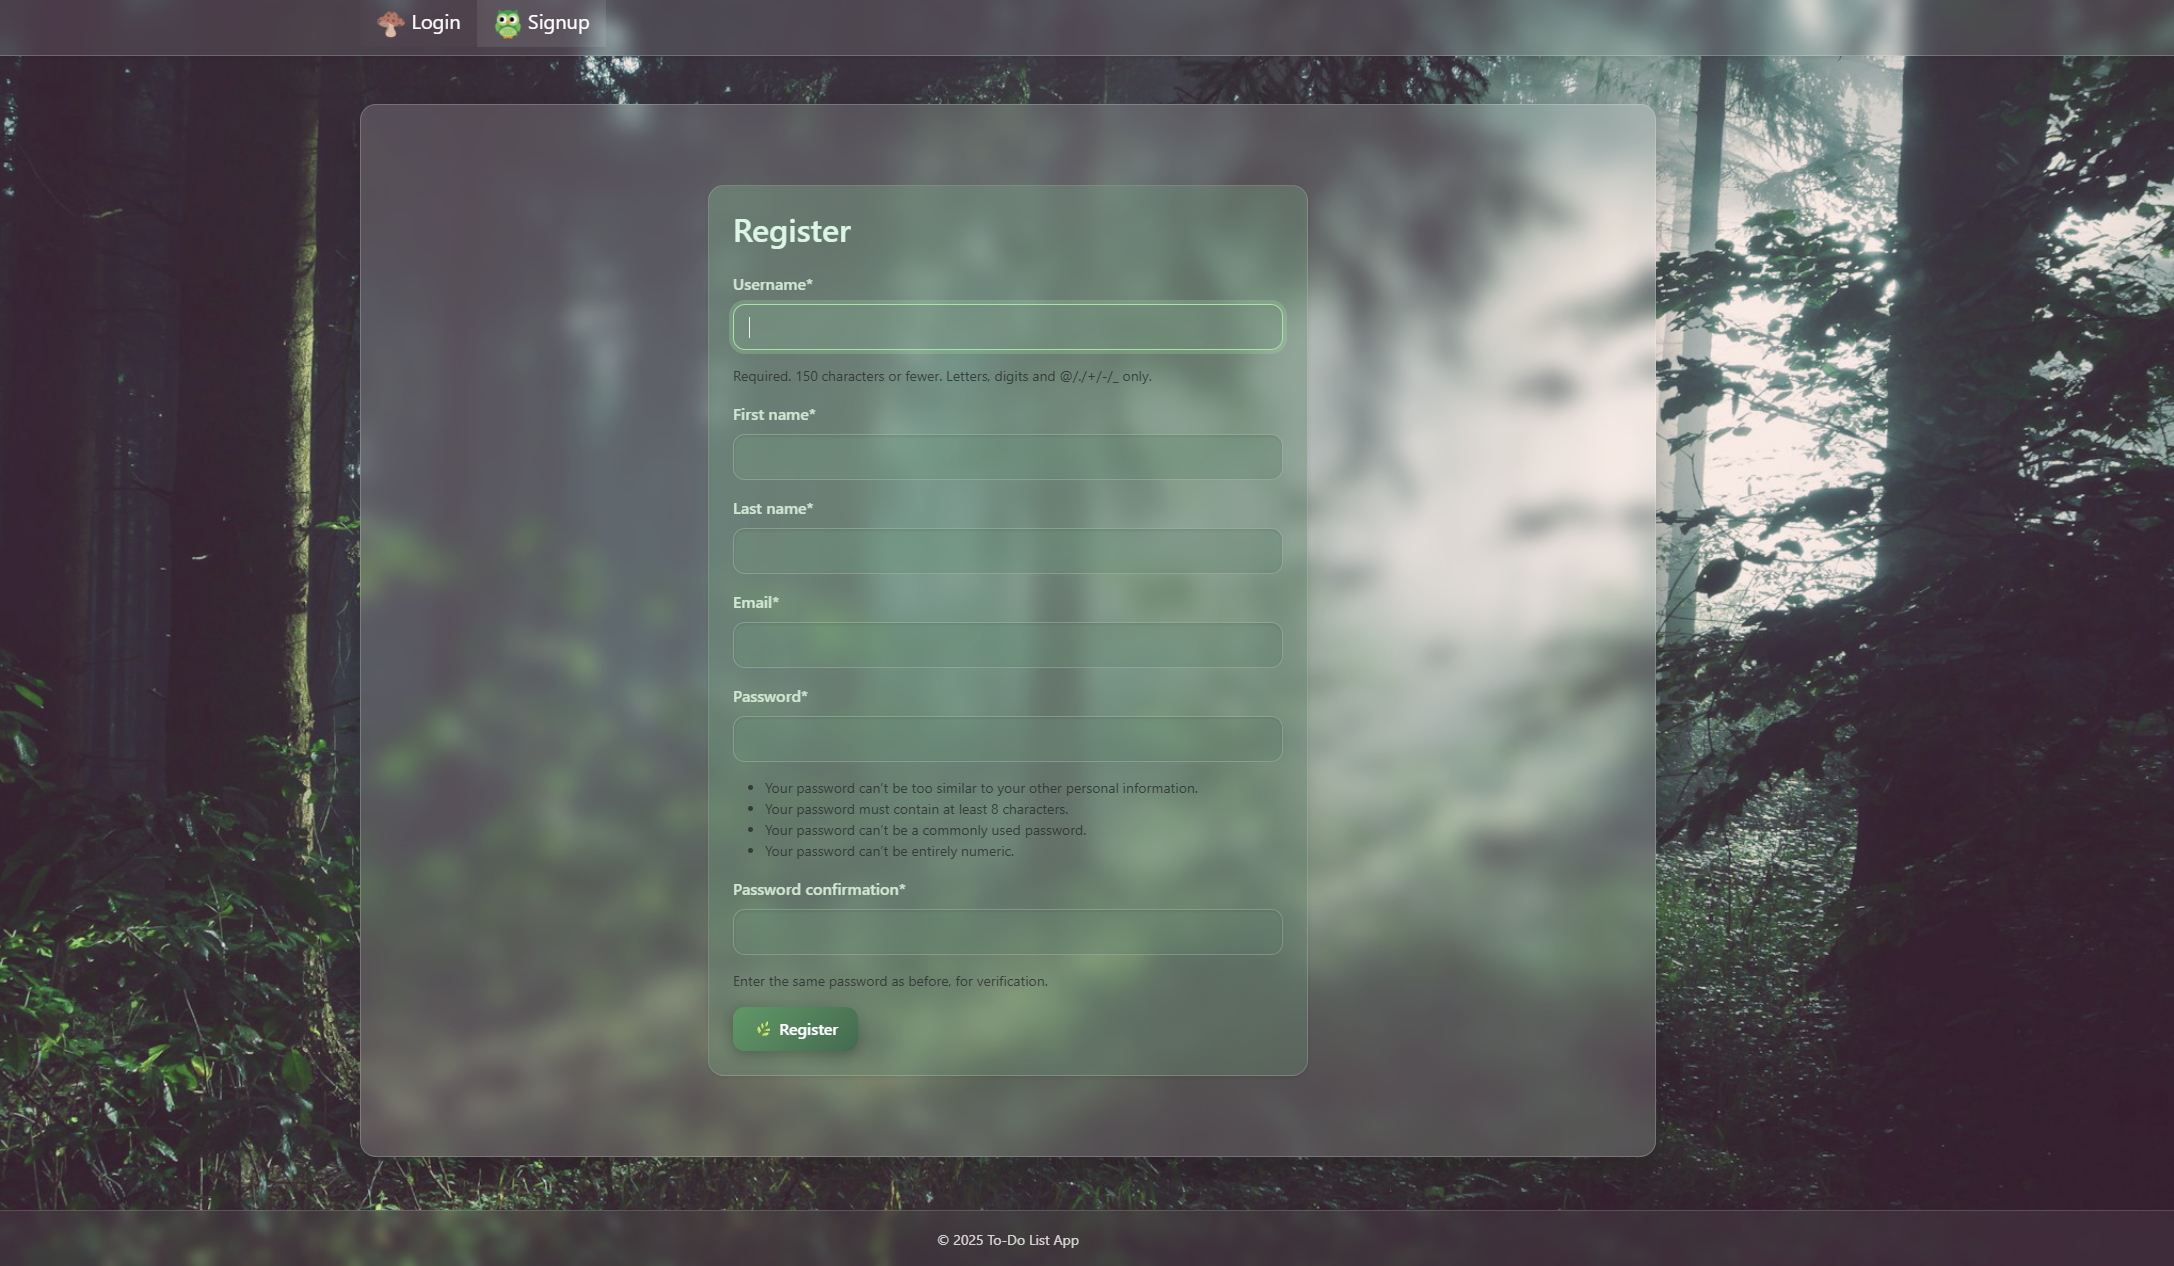 Login
Signup
Register
Username*
Required. 150 characters or fewer. Letters, digits and @/./+/-/_ only.
First name*
Last name*
Email*
Password*
Your password can't be too similar to your other personal information.
Your password must contain at least 8 characters.
Your password can't be a commonly used password.
Your password can't be entirely numeric.
Password confirmation*
Enter the same password as before, for verification.
Register
© 2025 To-Do List App